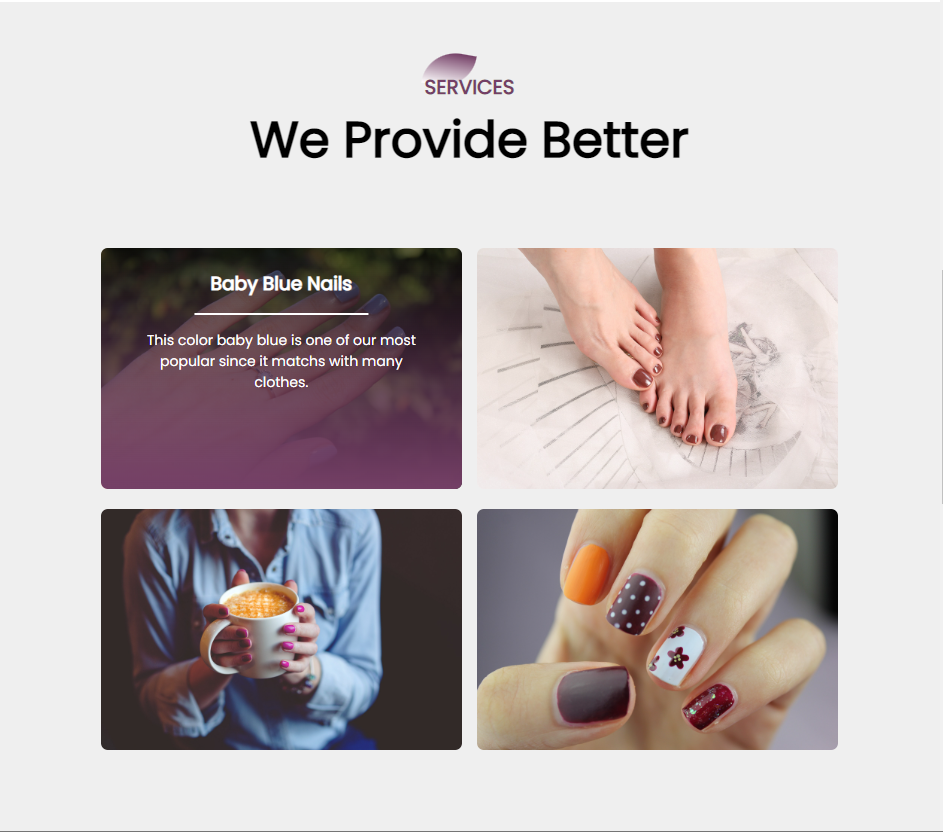 SERVICES
We Provide Better
Baby Blue Nails
This color baby blue is one of our most
popular since it matchs with many
clothes.